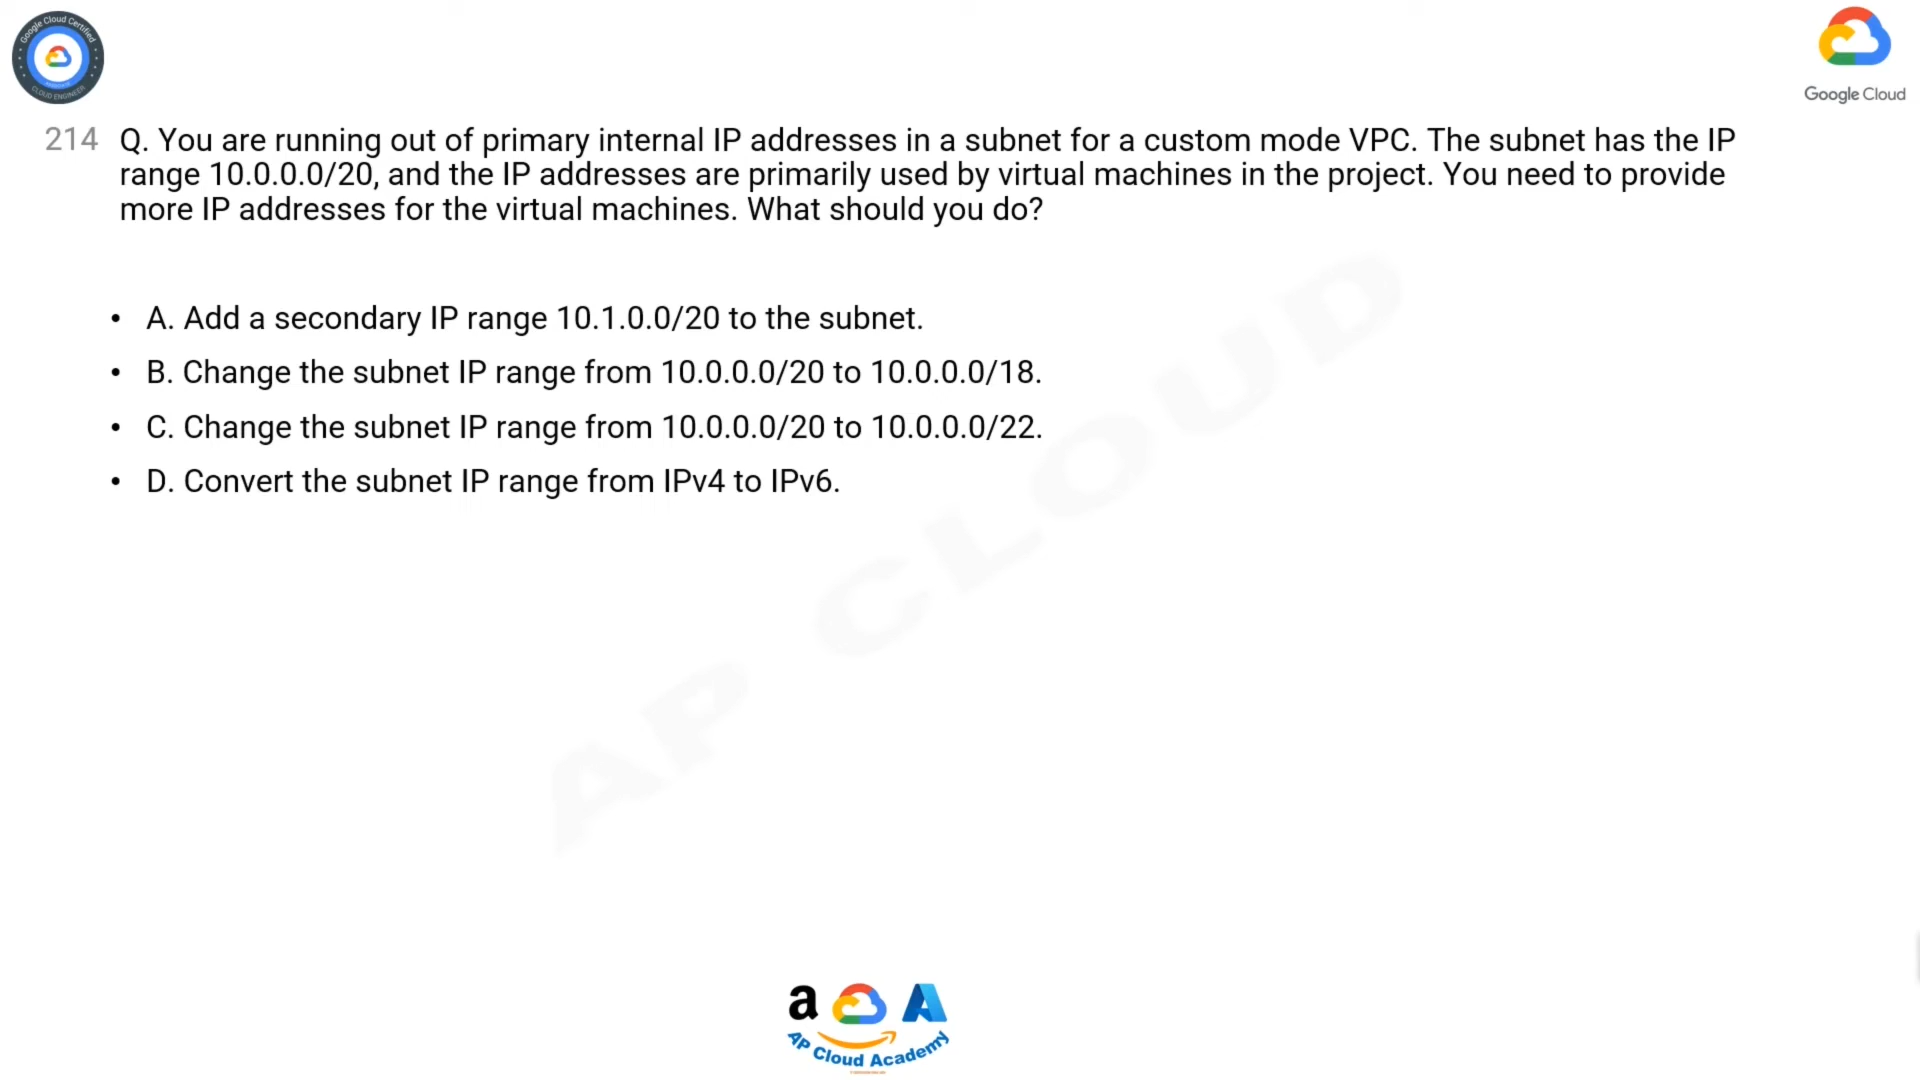 Google Cloud Certified
CLOUD ENGINEER
Google Cloud
214 Q. You are running out of primary internal IP addresses in a subnet for a custom mode VPC. The subnet has the IP
range 10.0.0.0/20, and the IP addresses are primarily used by virtual machines in the project. You need to provide
more IP addresses for the virtual machines. What should you do?
• A. Add a secondary IP range 10.1.0.0/20 to the subnet.
• B. Change the subnet IP range from 10.0.0.0/20 to 10.0.0.0/18.
• C. Change the subnet IP range from 10.0.0.0/20 to 10.0.0.0/22.
• D. Convert the subnet IP range from IPv4 to IPv6.
AP CLOUD
a
AP Cloud Academy